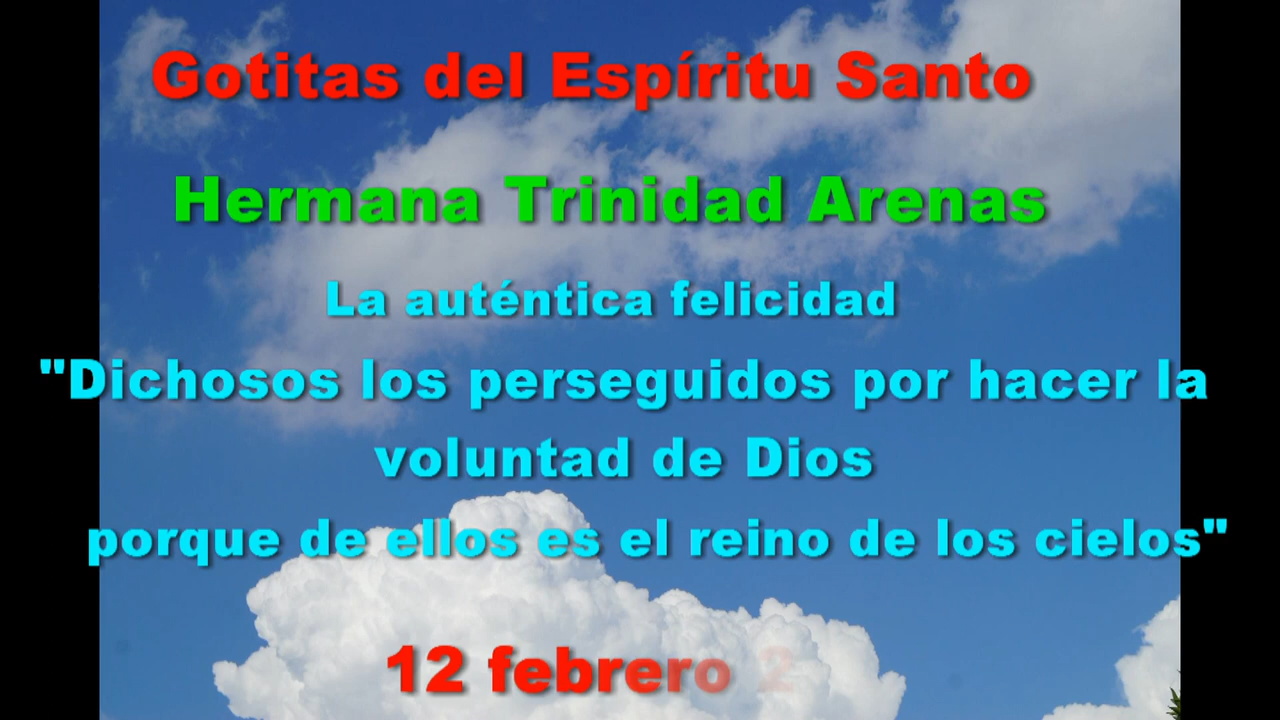 Gotitas del Espíritu Santo
Hermana Trinidad Arenas
La auténtica felicidad
"Dichosos los perseguidos por hacer la
voluntad de Dios
porque de ellos es el reino de los cielos"
12 febrero 2